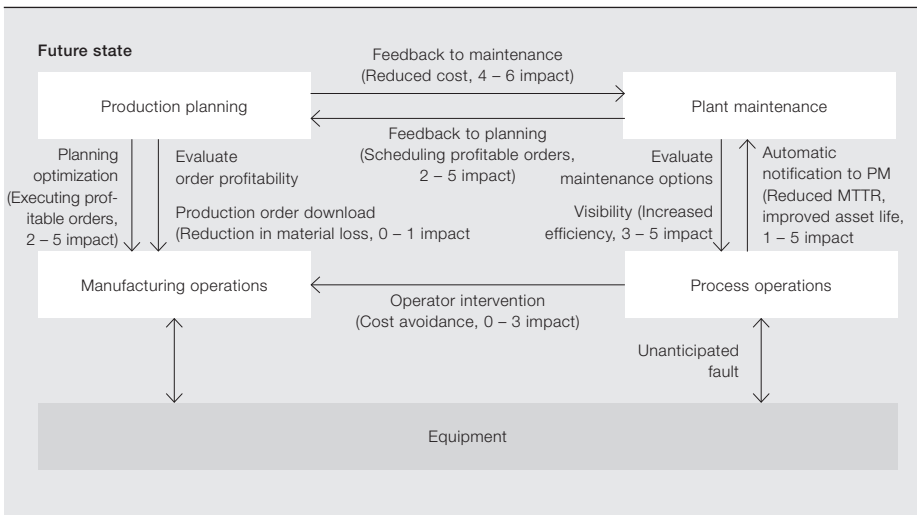 Future state
Feedback to maintenance
(Reduced cost, 4 – 6 impact)
Production planning
Plant maintenance
Feedback to planning
(Scheduling profitable orders,
2 – 5 impact)
Planning
optimization
(Executing prof-
itable orders,
2 – 5 impact)
Evaluate
order profitability
Production order download
(Reduction in material loss, 0 – 1 impact
Evaluate
maintenance options
Visibility (Increased
efficiency, 3 – 5 impact
Automatic
notification to PM
(Reduced MTTR,
improved asset life,
1 – 5 impact
Manufacturing operations
Process operations
Operator intervention
(Cost avoidance, 0 – 3 impact)
Unanticipated
fault
Equipment